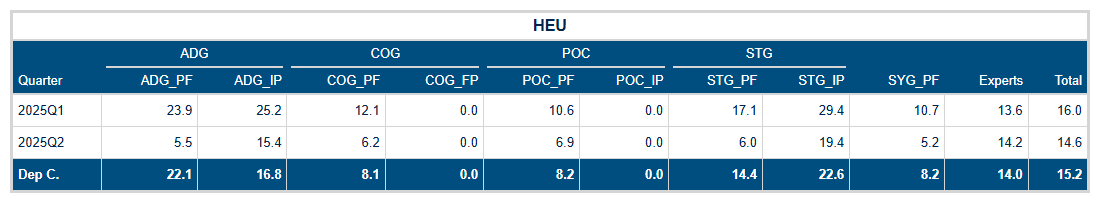 HEU
ADG COG POC STG
Quarter ADG_PF ADG_IP COG_PF COG_FP POC_PF POC_IP STG_PF STG_IP SYG_PF Experts Total
2025Q1 23.9 25.2 12.1 0.0 10.6 0.0 17.1 29.4 10.7 13.6 16.0
2025Q2 5.5 15.4 6.2 0.0 6.9 0.0 6.0 19.4 5.2 14.2 14.6
Dep C. 22.1 16.8 8.1 0.0 8.2 0.0 14.4 22.6 8.2 14.0 15.2